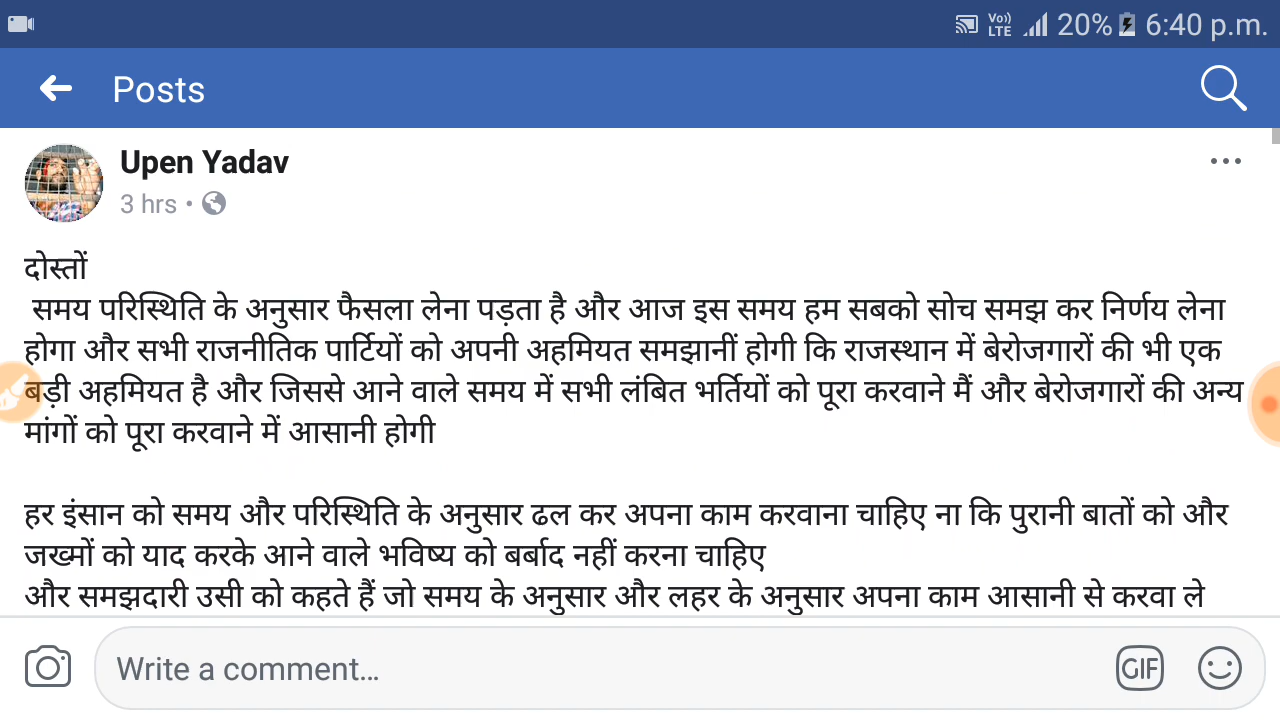 Vo)) LTE 20% 6:40 p.m.
Posts
Upen Yadav
3 hrs •
दोस्तों
समय परिस्थिति के अनुसार फैसला लेना पड़ता है और आज इस समय हम सबको सोच समझ कर निर्णय लेना
होगा और सभी राजनीतिक पार्टियों को अपनी अहमियत समझानीं होगी कि राजस्थान में बेरोजगारों की भी एक
बड़ी अहमियत है और जिससे आने वाले समय में सभी लंबित भर्तियों को पूरा करवाने मैं और बेरोजगारों की अन्य
मांगों को पूरा करवाने में आसानी होगी
हर इंसान को समय और परिस्थिति के अनुसार ढल कर अपना काम करवाना चाहिए ना कि पुरानी बातों को और
जख्मों को याद करके आने वाले भविष्य को बर्बाद नहीं करना चाहिए
और समझदारी उसी को कहते हैं जो समय के अनुसार और लहर के अनुसार अपना काम आसानी से करवा ले
Write a comment...
GIF